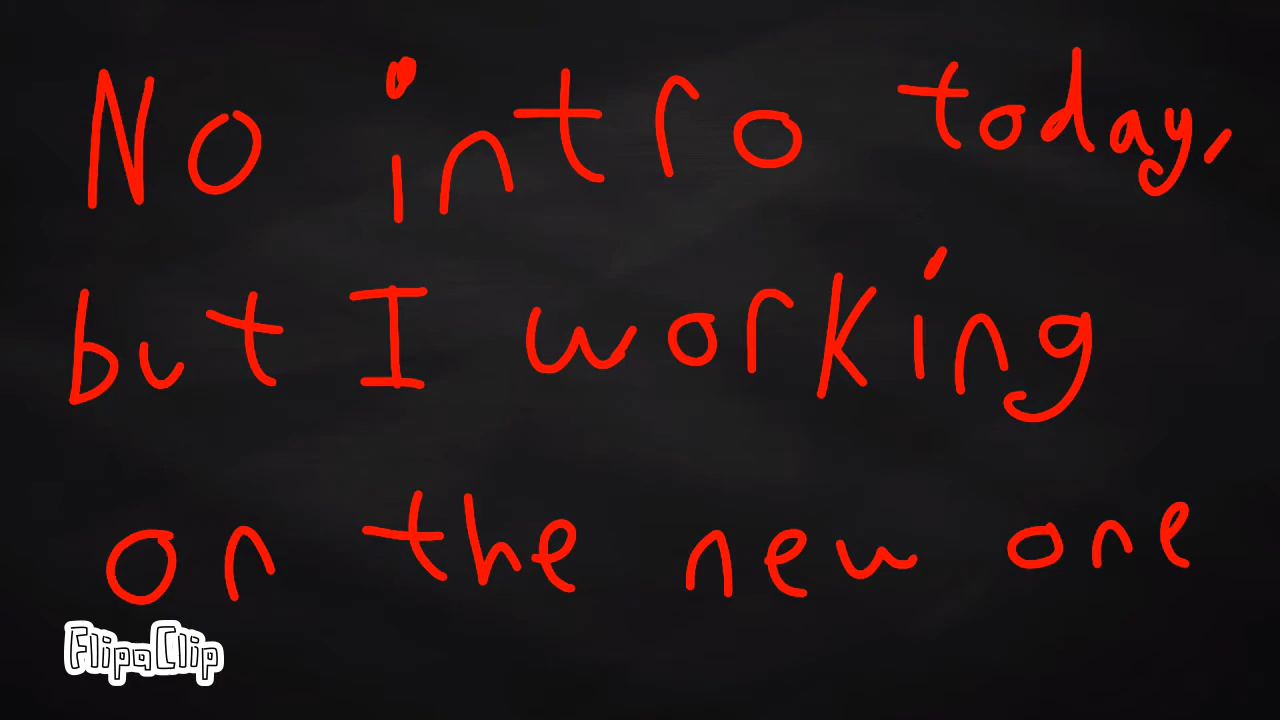 No intro today,
but I working
on the new one
FlipaClip